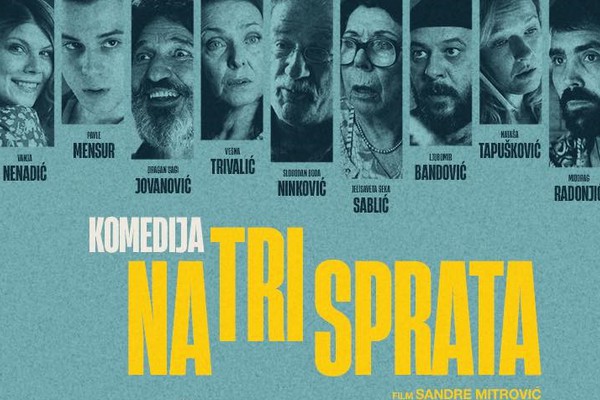 VANJA
NENADIĆ
PAVLE
MENSUR
DRAGAN GAGI
JOVANOVIĆ
VESNA
TRIVALIĆ
SLOBODAN BODA
NINKOVIĆ
JELISAVETA SEKA
SABLIĆ
LJUBOMIR
BANDOVIĆ
NATAŠA
TAPUŠKOVIĆ
MIODRAG
RADONJIĆ
KOMEDIJA
NA TRI SPRATA
FILM SANDRE MITROVIĆ